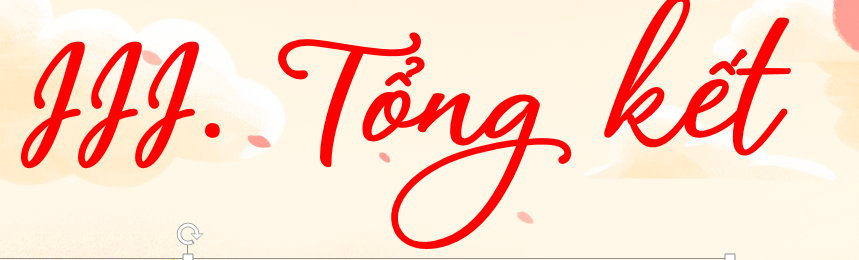 III. Tổng kết